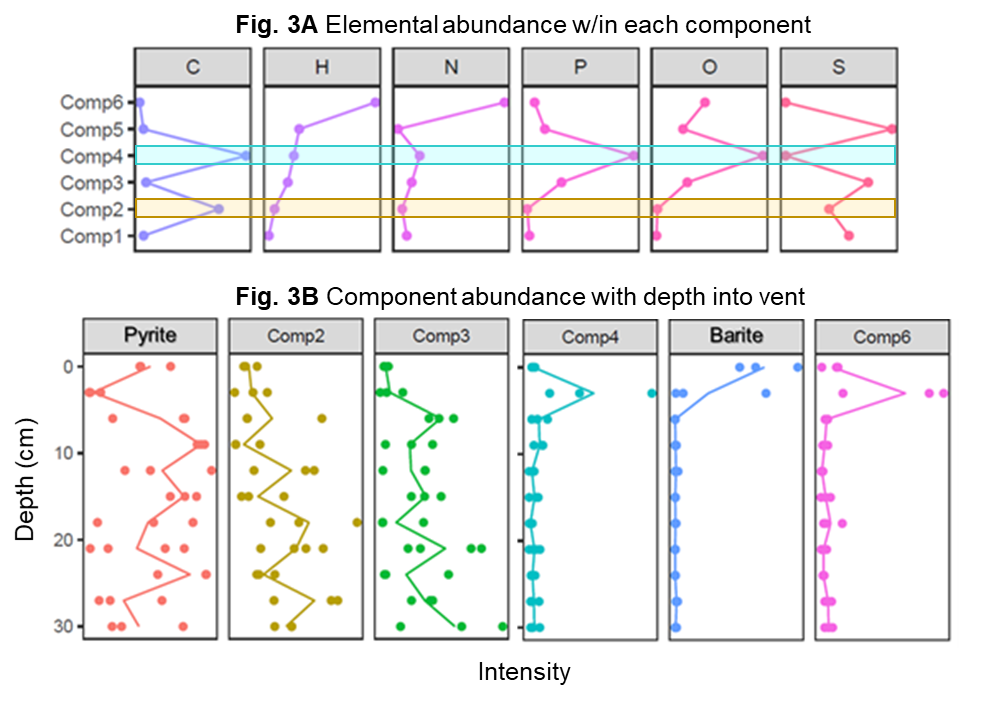 Fig. 3A Elemental abundance w/in each component
C H N P O S
Comp6
Comp5
Comp4
Comp3
Comp2
Comp1
Fig. 3B Component abundance with depth into vent
Pyrite Comp2 Comp3 Comp4 Barite Comp6
0
10
20
30
Depth (cm)
Intensity